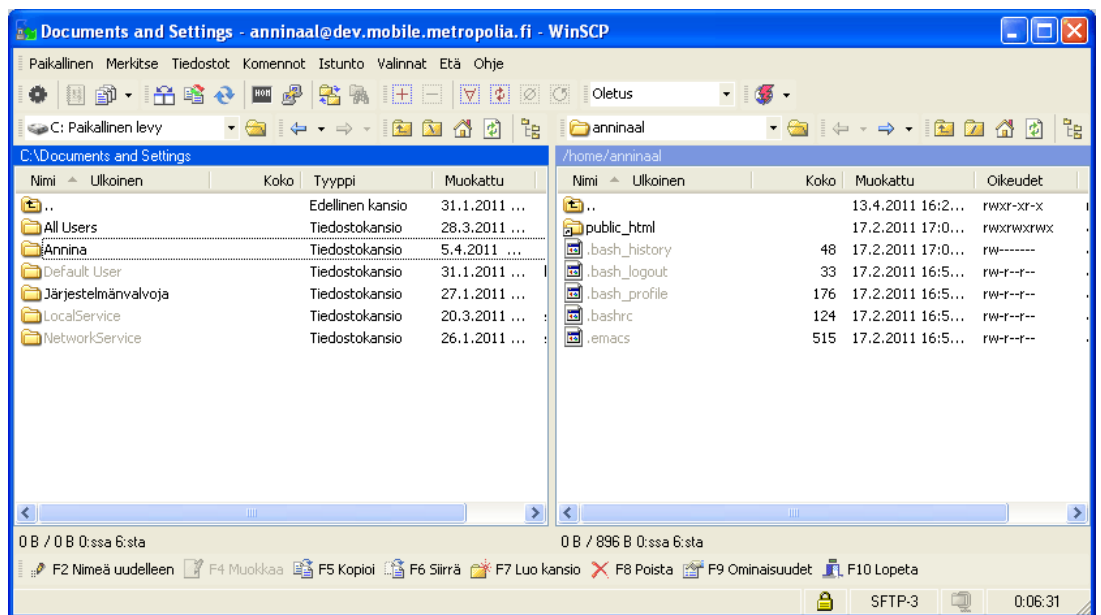 Documents and Settings - anninaal@dev.mobile.metropolia.fi - WinSCP
Paikallinen Merkitse Tiedostot Komennot Istunto Valinnat Etä Ohje
Oletus
C: Paikallinen levy
anninaal
C:\Documents and Settings
/home/anninaal
Nimi Ulkoinen Koko Tyyppi Muokattu
Nimi Ulkoinen Koko Muokattu Oikeudet
.. Edellinen kansio 31.1.2011 ...
All Users Tiedostokansio 28.3.2011 ...
Annina Tiedostokansio 5.4.2011 ...
Default User Tiedostokansio 31.1.2011 ...
Järjestelmänvalvoja Tiedostokansio 27.1.2011 ...
LocalService Tiedostokansio 20.3.2011 ...
NetworkService Tiedostokansio 26.1.2011 ...
.. 13.4.2011 16:2... rwxr-xr-x
public_html 17.2.2011 17:0... rwxrwxrwx
.bash_history 48 17.2.2011 17:0... rw-------
.bash_logout 33 17.2.2011 16:5... rw-r--r--
.bash_profile 176 17.2.2011 16:5... rw-r--r--
.bashrc 124 17.2.2011 16:5... rw-r--r--
.emacs 515 17.2.2011 16:5... rw-r--r--
0 B / 0 B 0:ssa 6:sta
0 B / 896 B 0:ssa 6:sta
F2 Nimeä uudelleen F4 Muokkaa F5 Kopioi F6 Siirrä F7 Luo kansio F8 Poista F9 Ominaisuudet F10 Lopeta
SFTP-3 0:06:31